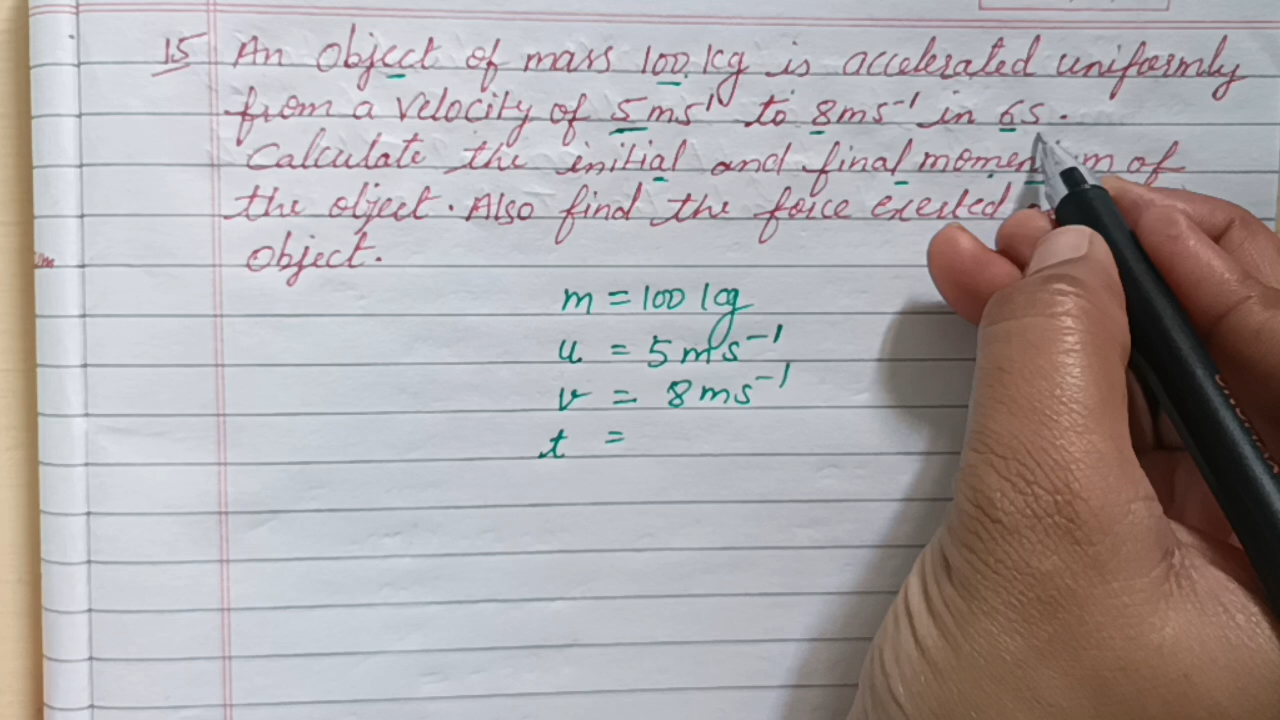 15 An object of mass 100 kg is accelerated uniformly
from a velocity of 5 ms⁻¹ to 8 ms⁻¹ in 6s.
Calculate the initial and final momentum of
the object. Also find the force exerted
object.
m = 100 kg
u = 5 ms⁻¹
v = 8 ms⁻¹
t =